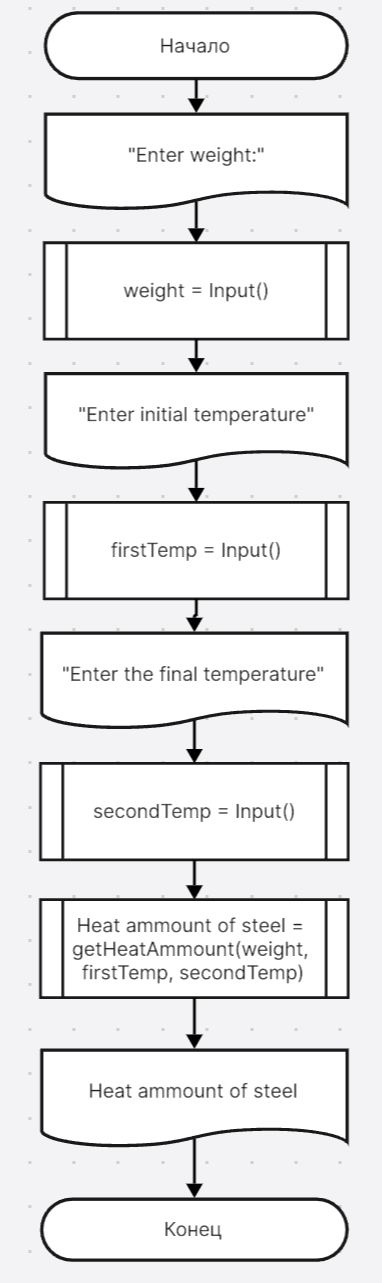 Начало
"Enter weight:"
weight = Input()
"Enter initial temperature"
firstTemp = Input()
"Enter the final temperature"
secondTemp = Input()
Heat ammount of steel =
getHeatAmmount(weight,
firstTemp, secondTemp)
Heat ammount of steel
Конец